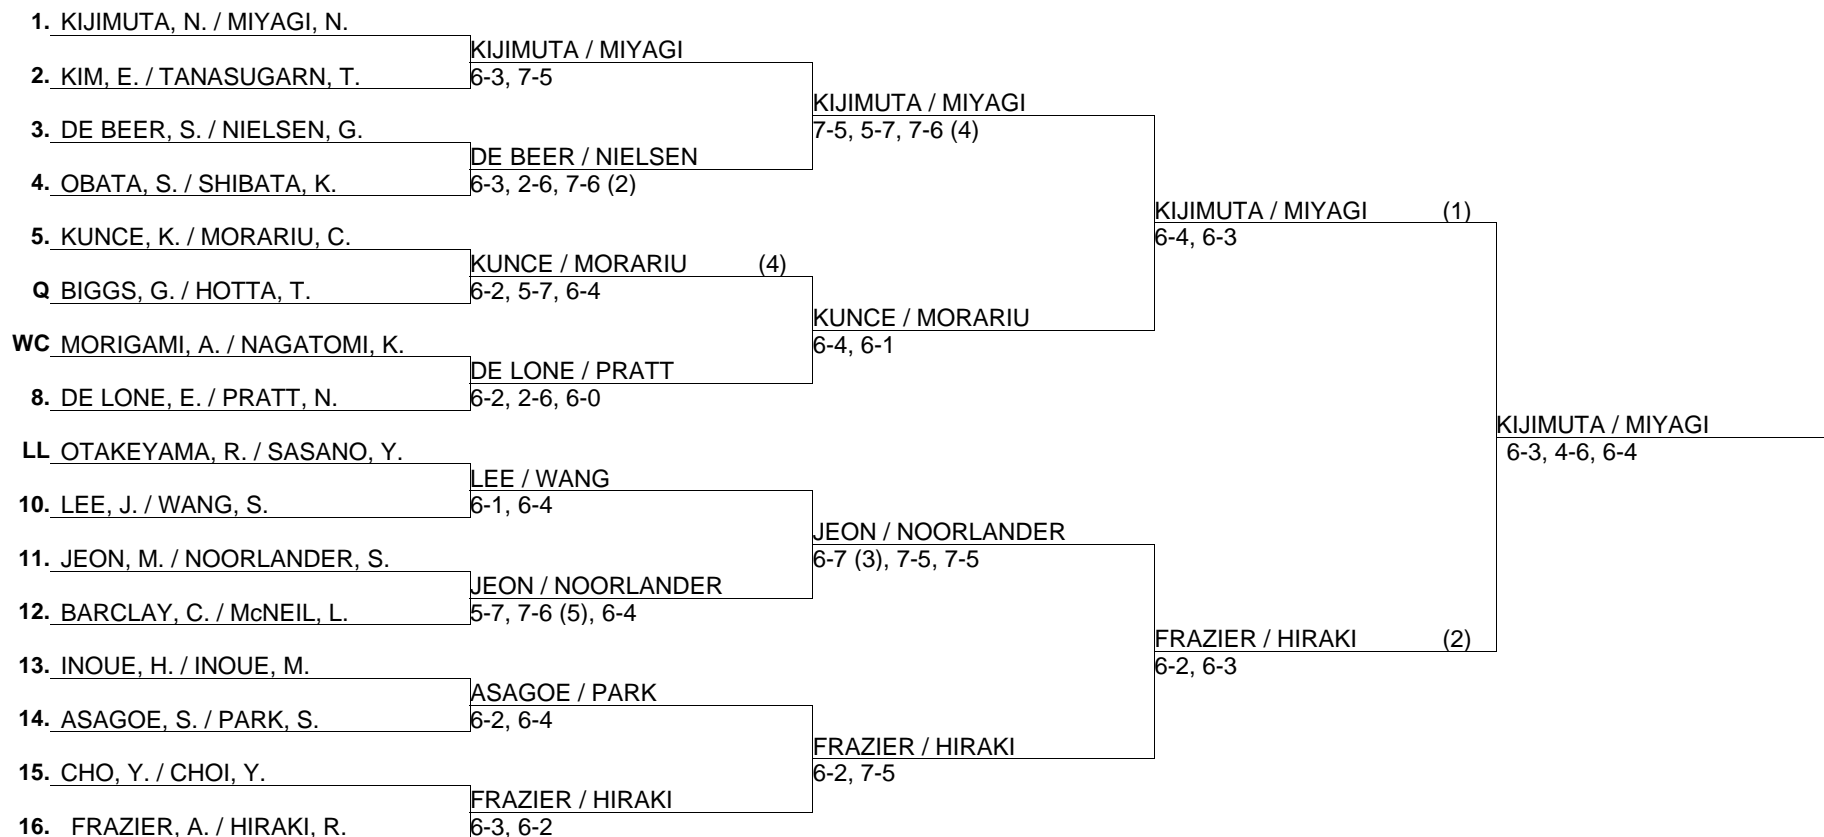 1. KIJIMUTA, N. / MIYAGI, N.
KIJIMUTA / MIYAGI
2. KIM, E. / TANASUGARN, T.
6-3, 7-5
KIJIMUTA / MIYAGI
3. DE BEER, S. / NIELSEN, G.
7-5, 5-7, 7-6 (4)
DE BEER / NIELSEN
4. OBATA, S. / SHIBATA, K.
6-3, 2-6, 7-6 (2)
KIJIMUTA / MIYAGI (1)
5. KUNCE, K. / MORARIU, C.
6-4, 6-3
KUNCE / MORARIU (4)
Q BIGGS, G. / HOTTA, T.
6-2, 5-7, 6-4
KUNCE / MORARIU
WC MORIGAMI, A. / NAGATOMI, K.
6-4, 6-1
DE LONE / PRATT
8. DE LONE, E. / PRATT, N.
6-2, 2-6, 6-0
KIJIMUTA / MIYAGI
LL OTAKEYAMA, R. / SASANO, Y.
6-3, 4-6, 6-4
LEE / WANG
10. LEE, J. / WANG, S.
6-1, 6-4
JEON / NOORLANDER
11. JEON, M. / NOORLANDER, S.
6-7 (3), 7-5, 7-5
JEON / NOORLANDER
12. BARCLAY, C. / McNEIL, L.
5-7, 7-6 (5), 6-4
FRAZIER / HIRAKI (2)
13. INOUE, H. / INOUE, M.
6-2, 6-3
ASAGOE / PARK
14. ASAGOE, S. / PARK, S.
6-2, 6-4
FRAZIER / HIRAKI
15. CHO, Y. / CHOI, Y.
6-2, 7-5
FRAZIER / HIRAKI
16. FRAZIER, A. / HIRAKI, R.
6-3, 6-2